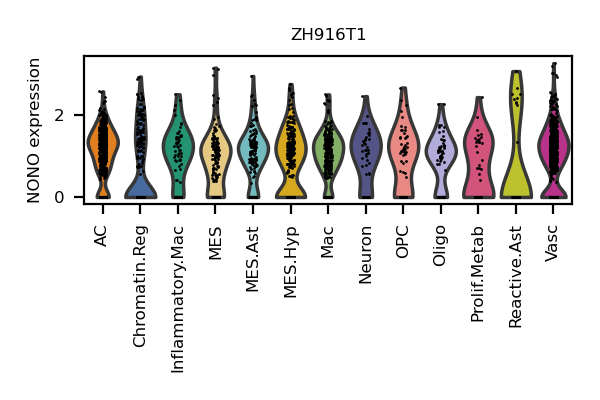 ZH916T1
NONO expression
2
0
AC
Chromatin.Reg
Inflammatory.Mac
MES
MES.Ast
MES.Hyp
Mac
Neuron
OPC
Oligo
Prolif.Metab
Reactive.Ast
Vasc